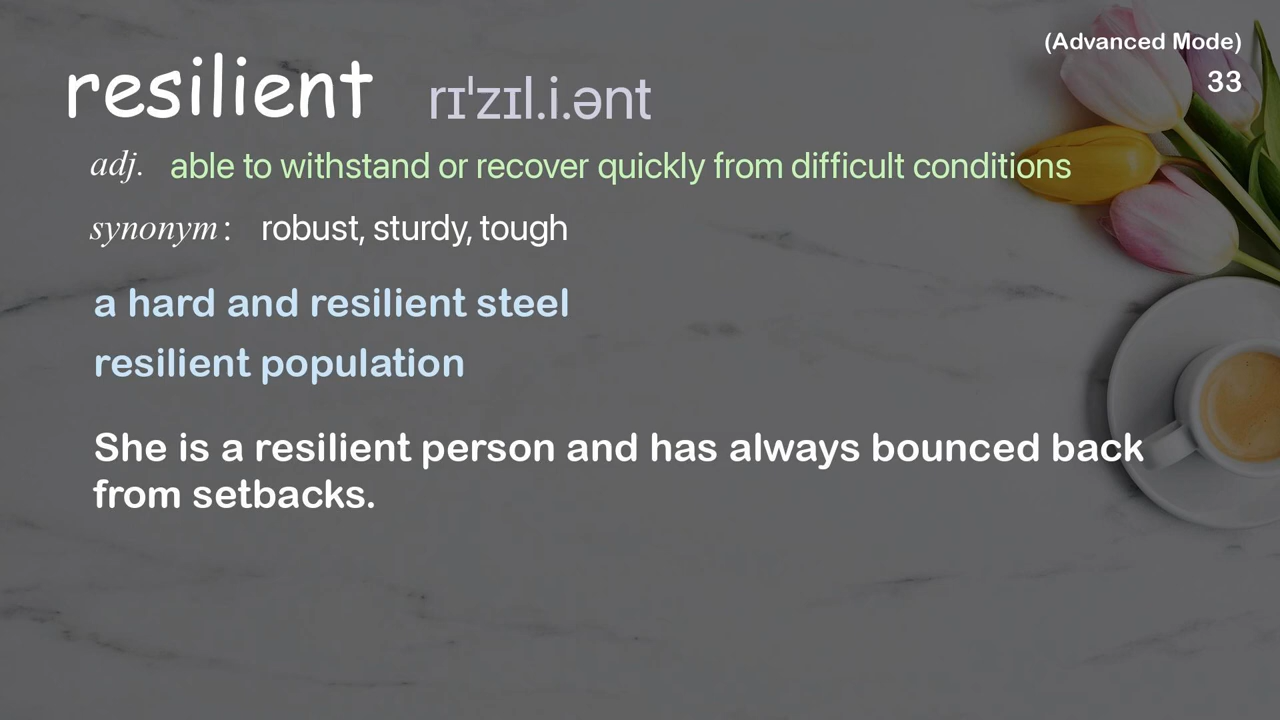 (Advanced Mode)
33
resilient rɪˈzɪl.i.ənt
adj. able to withstand or recover quickly from difficult conditions
synonym: robust, sturdy, tough
a hard and resilient steel
resilient population
She is a resilient person and has always bounced back
from setbacks.